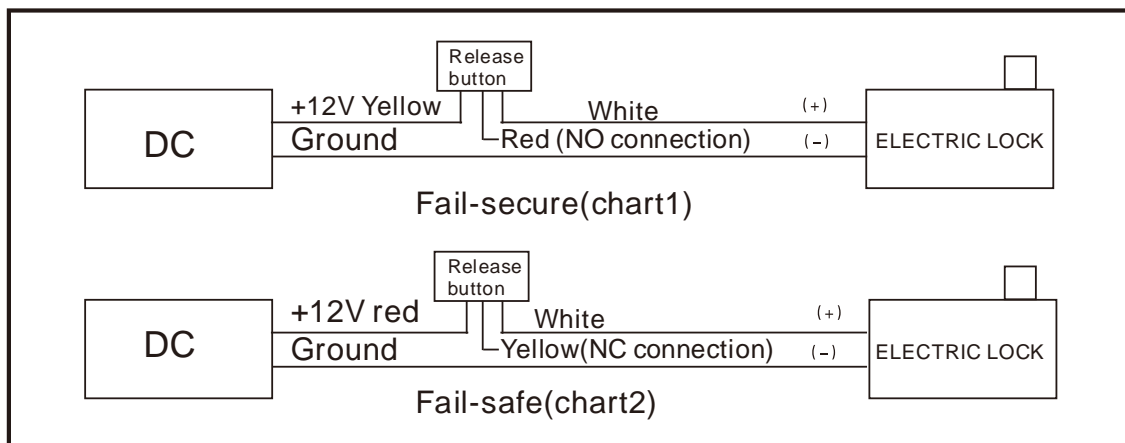 Release
button
+12V Yellow
White
(+)
DC
Ground
Red (NO connection)
(-)
ELECTRIC LOCK
Fail-secure(chart1)
Release
button
+12V red
White
(+)
DC
Ground
Yellow(NC connection)
(-)
ELECTRIC LOCK
Fail-safe(chart2)